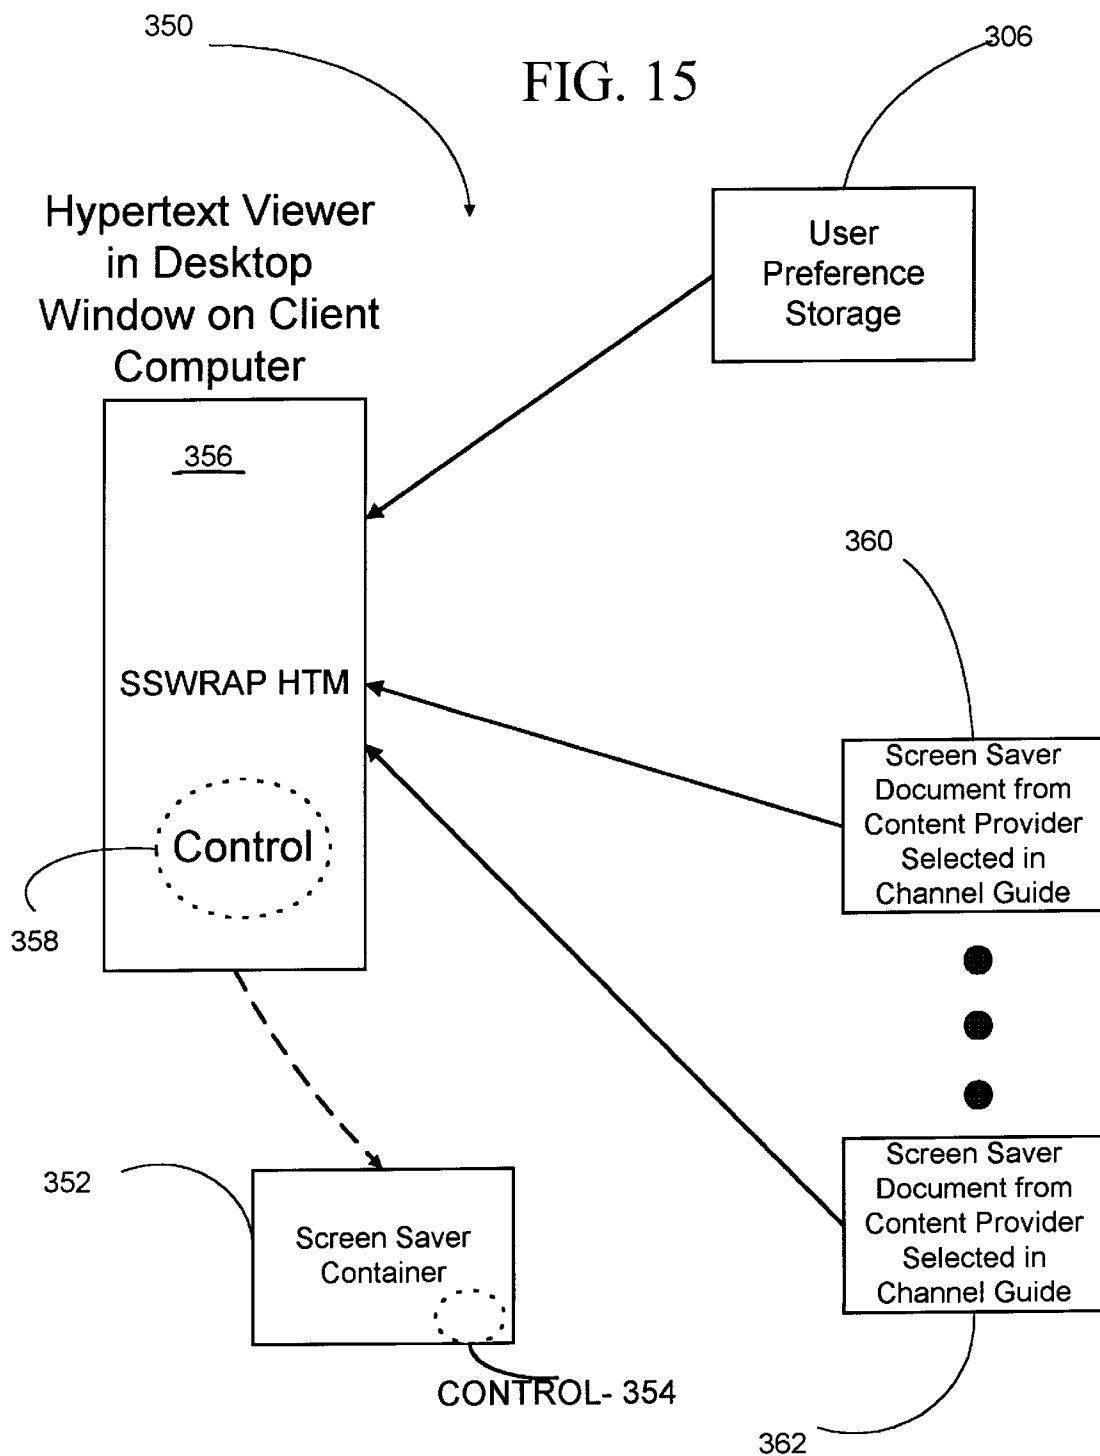 350
306
FIG. 15
Hypertext Viewer
in Desktop
Window on Client
Computer
User
Preference
Storage
356
360
SSWRAP HTM
Screen Saver
Document from
Content Provider
Selected in
Channel Guide
Control
358
Screen Saver
Document from
Content Provider
Selected in
Channel Guide
352
Screen Saver
Container
CONTROL- 354
362